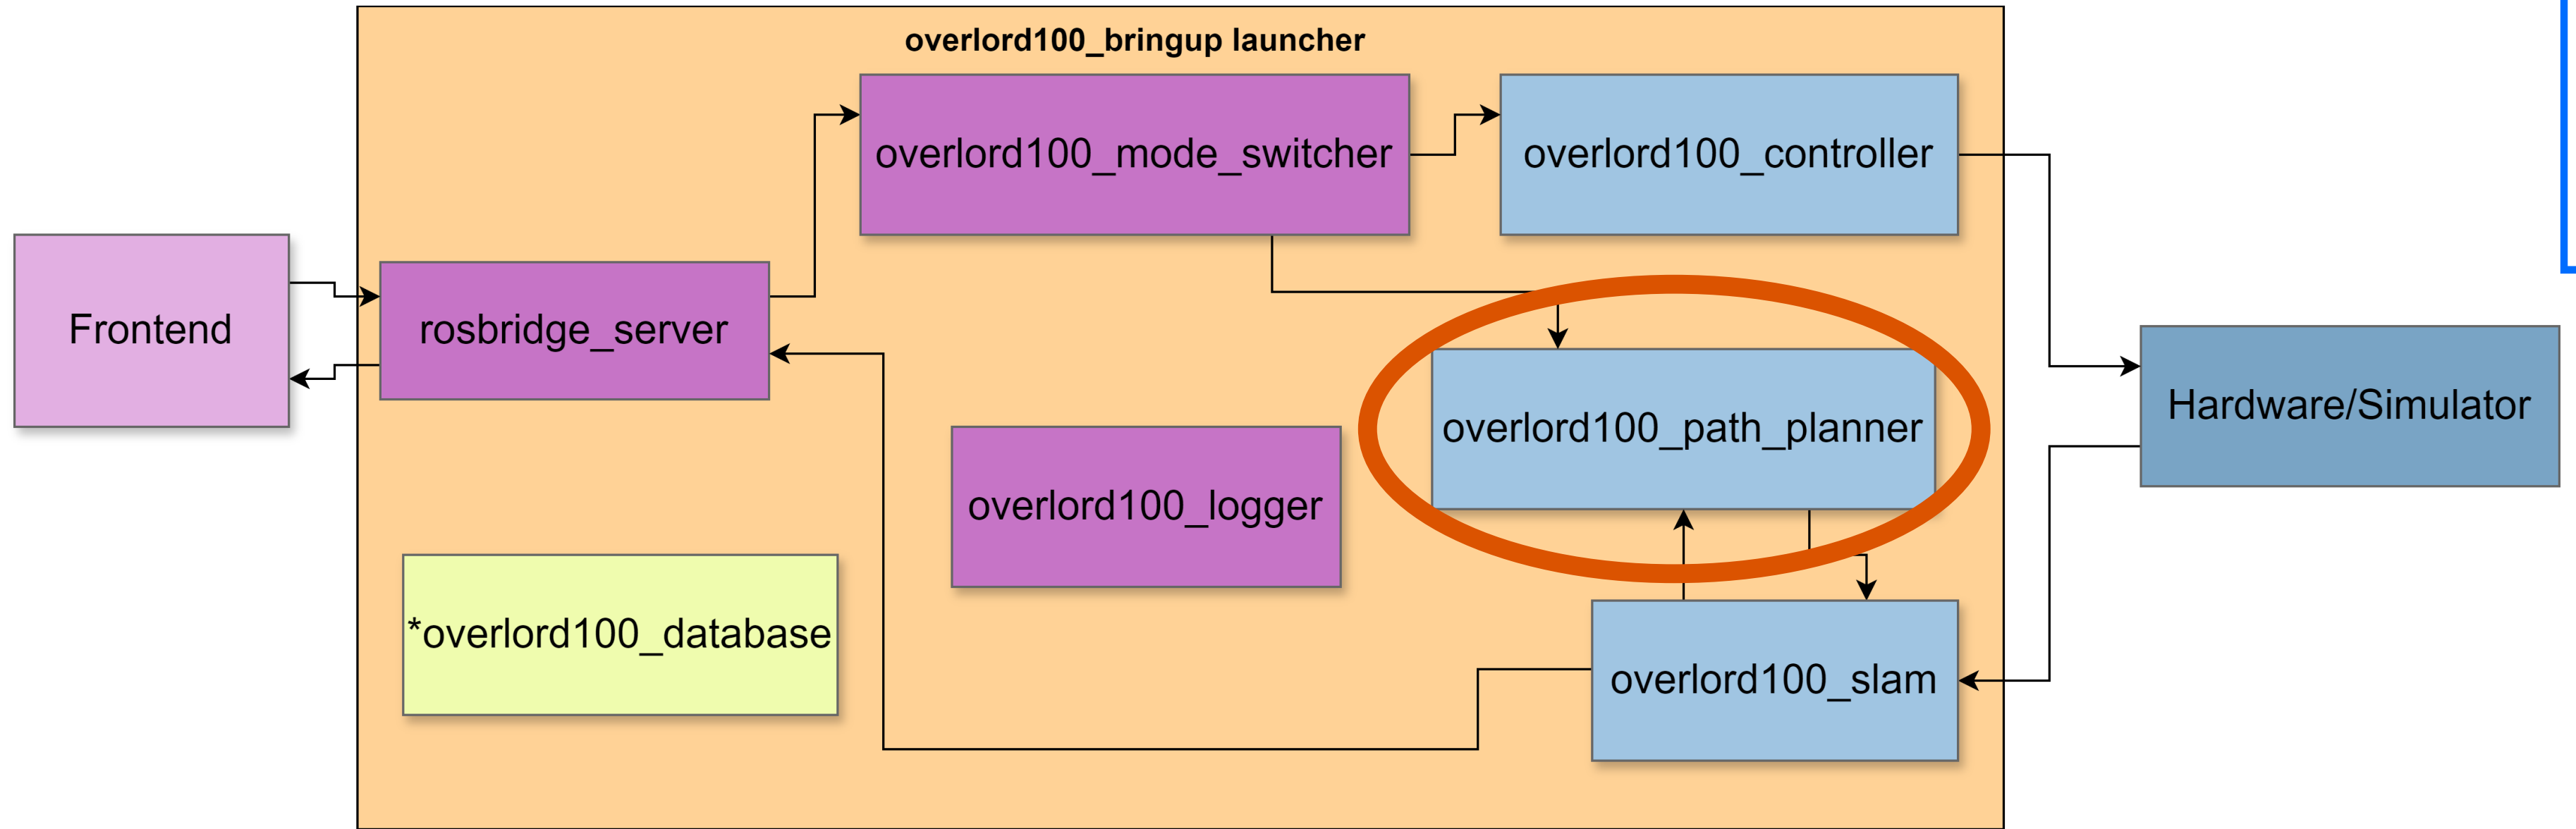 overlord100_bringup launcher
overlord100_mode_switcher
overlord100_controller
Frontend
rosbridge_server
overlord100_path_planner
Hardware/Simulator
overlord100_logger
*overlord100_database
overlord100_slam